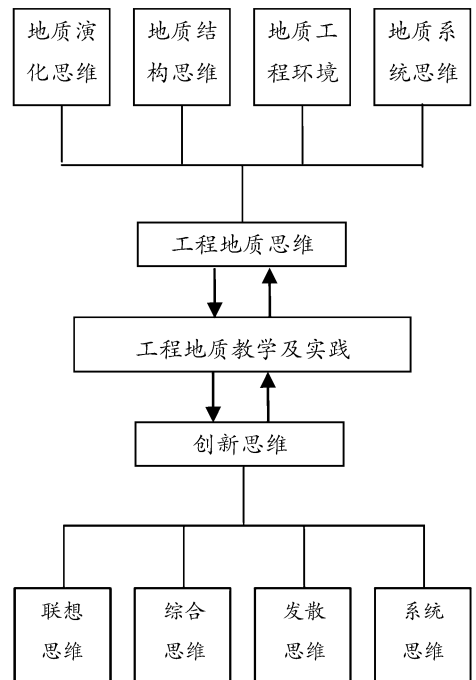 地质演
化思维
地质结
构思维
地质工
程环境
地质系
统思维
工程地质思维
工程地质教学及实践
创新思维
联想
思维
综合
思维
发散
思维
系统
思维